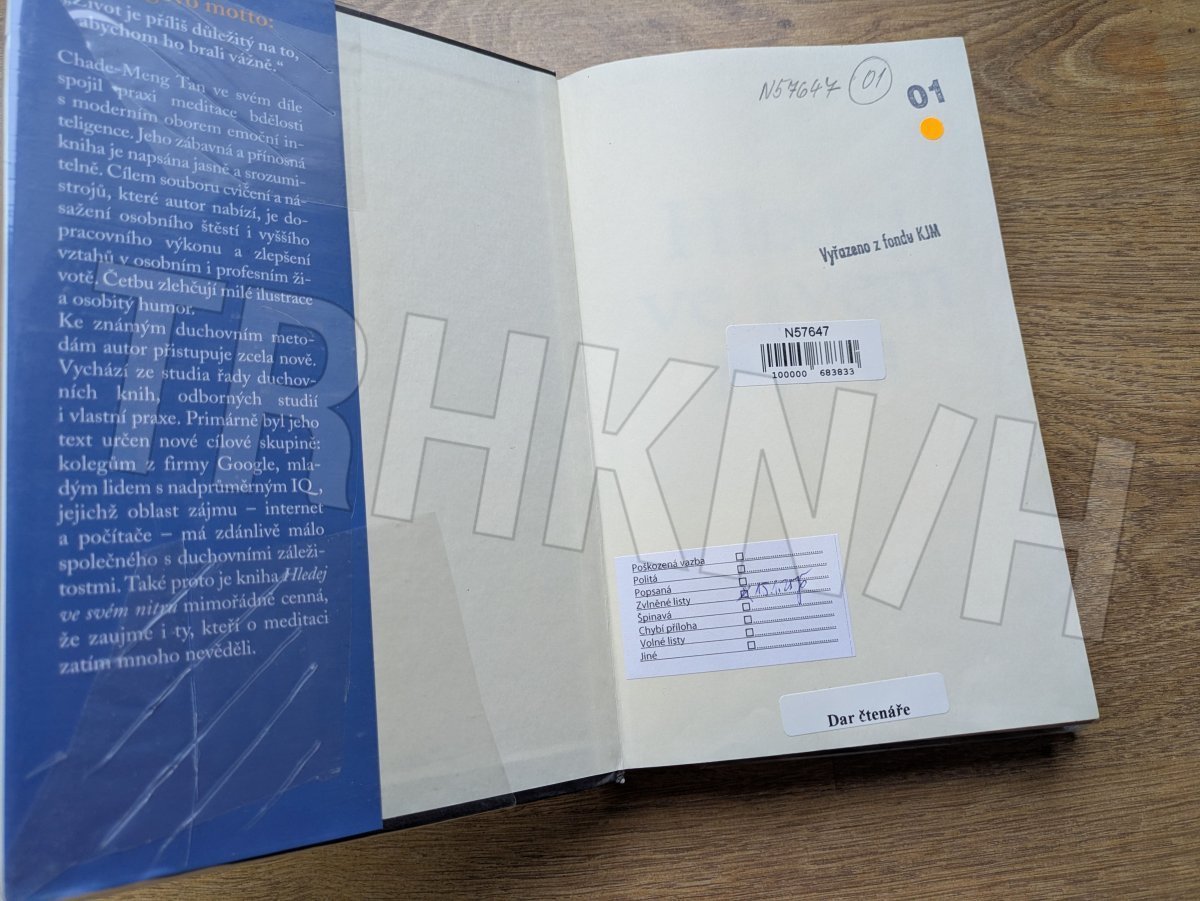 motto:
„Život je příliš důležitý na to,
abychom ho brali vážně.“
Chade-Meng Tan ve svém díle
spojil praxi meditace bdělosti
s moderním oborem emoční in-
teligence. Jeho zábavná a přínosná
kniha je napsána jasně a srozumi-
telně. Cílem souboru cvičení a ná-
strojů, které autor nabízí, je do-
sažení osobního štěstí i vyššího
pracovního výkonu a zlepšení
vztahů v osobním i profesním ži-
votě. Četbu zlehčují milé ilustrace
a osobitý humor.
Ke známým duchovním meto-
dám autor přistupuje zcela nově.
Vychází ze studia řady duchov-
ních knih, odborných studií
i vlastní praxe. Primárně byl jeho
text určen nové cílové skupině:
kolegům z firmy Google, mla-
dým lidem s nadprůměrným IQ,
jejichž oblast zájmu – internet
a počítače – má zdánlivě málo
společného s duchovními záleži-
tostmi. Také proto je kniha Hledej
ve svém nitru mimořádně cenná,
že zaujme i ty, kteří o meditaci
zatím mnoho nevěděli.
N57647 01
01
Vyřazeno z fondu KJM
N57647
100000 683833
Poškozená vazba
Politá
Popsaná
Zvlněné listy
Špinavá
Chybí příloha
Volné listy
Jiné
Dar čtenáře
TRHKNIH